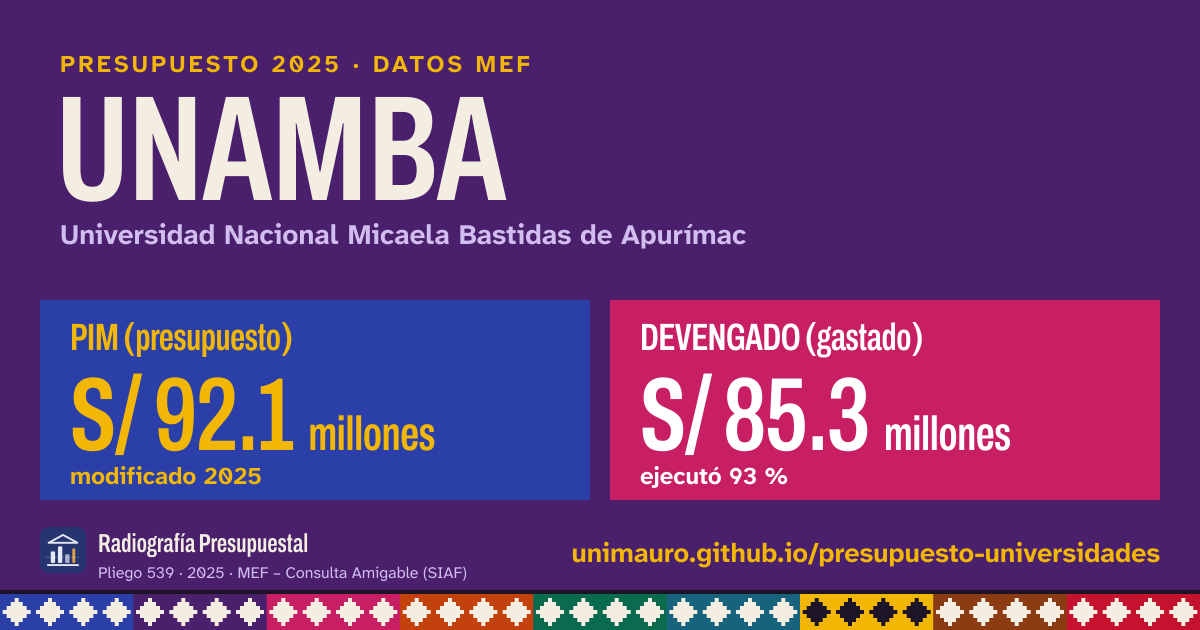 PRESUPUESTO 2025 · DATOS MEF
UNAMBA
Universidad Nacional Micaela Bastidas de Apurímac
PIM (presupuesto)
S/ 92.1 millones
modificado 2025
DEVENGADO (gastado)
S/ 85.3 millones
ejecutó 93 %
Radiografía Presupuestal
Pliego 539 · 2025 · MEF – Consulta Amigable (SIAF)
unimauro.github.io/presupuesto-universidades